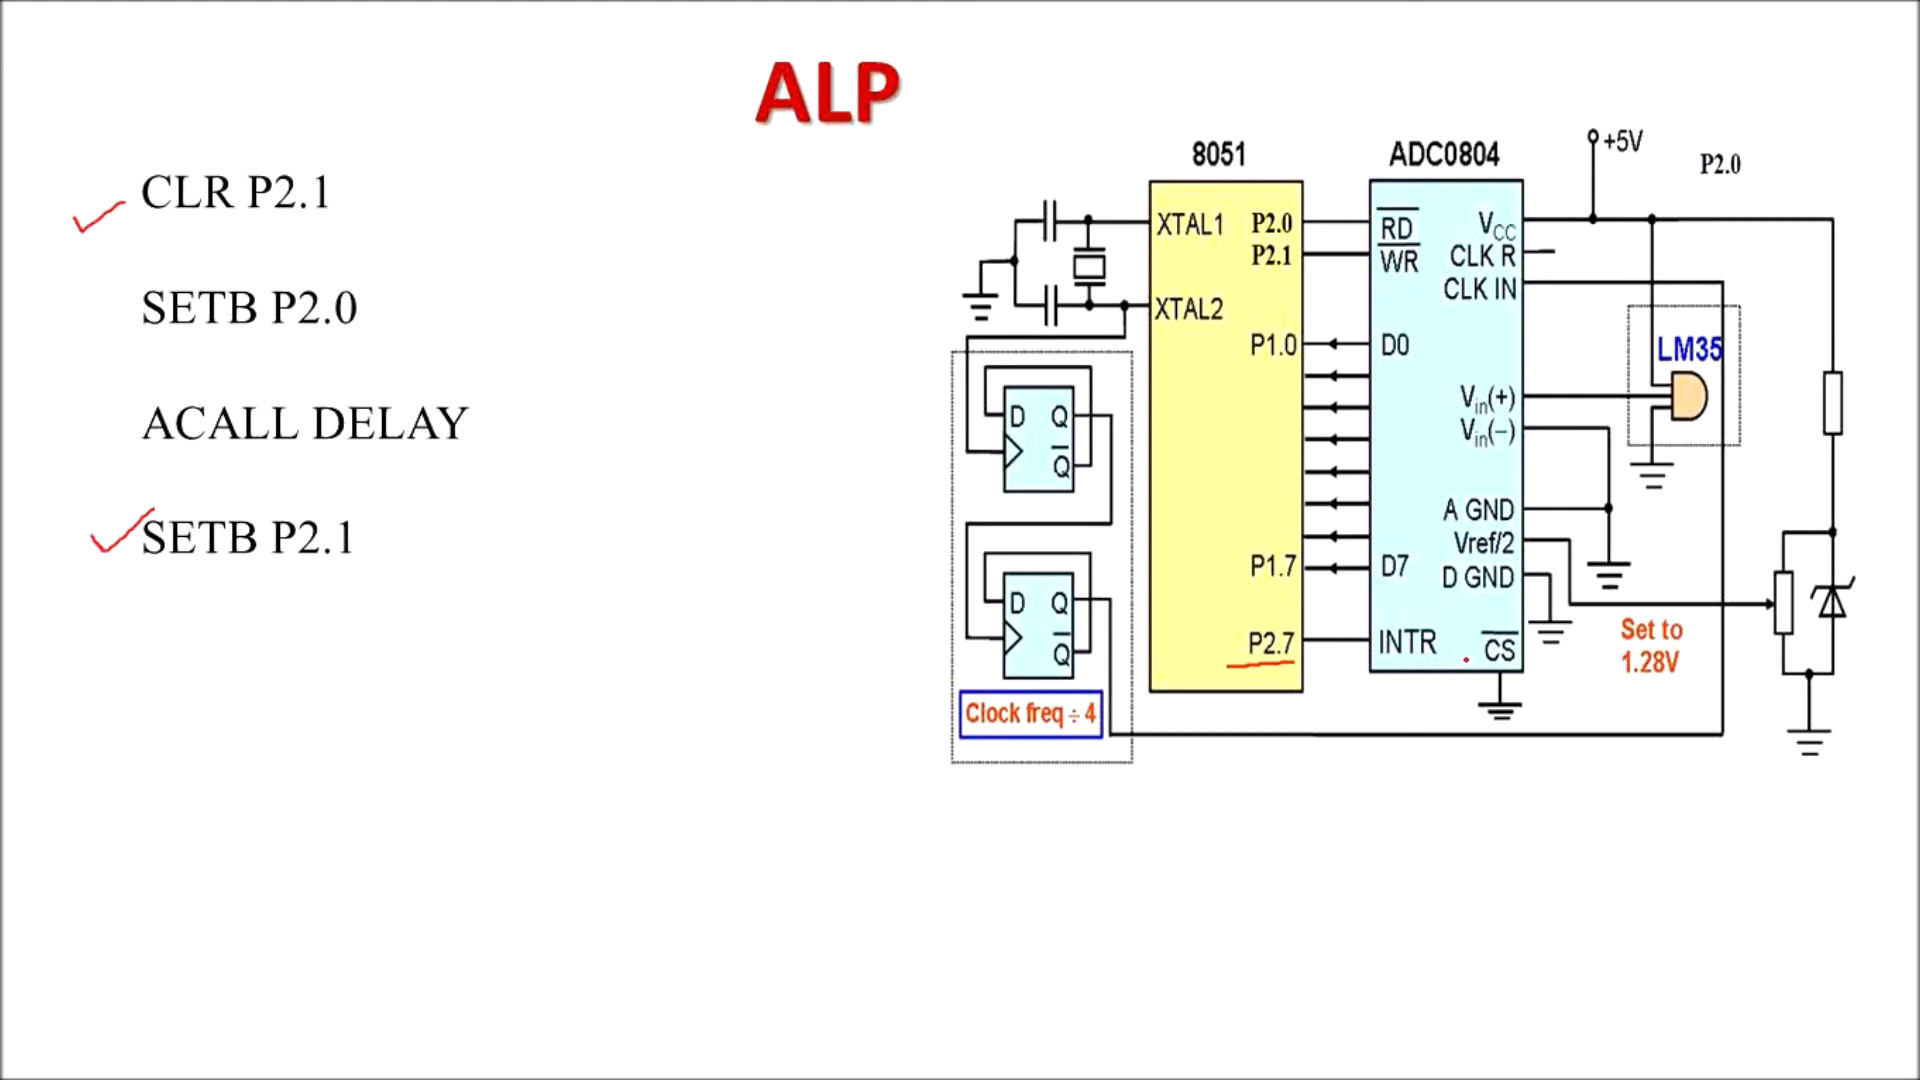 ALP
CLR P2.1
SETB P2.0
ACALL DELAY
SETB P2.1
8051
ADC0804
+5V
P2.0
XTAL1
P2.0
RD
VCC
P2.1
WR
CLK R
CLK IN
XTAL2
P1.0
D0
LM35
D Q
Q
Vin(+)
Vin(–)
A GND
Vref/2
P1.7
D7
D GND
D Q
Q
Set to
1.28V
P2.7
INTR
CS
Clock freq ÷ 4